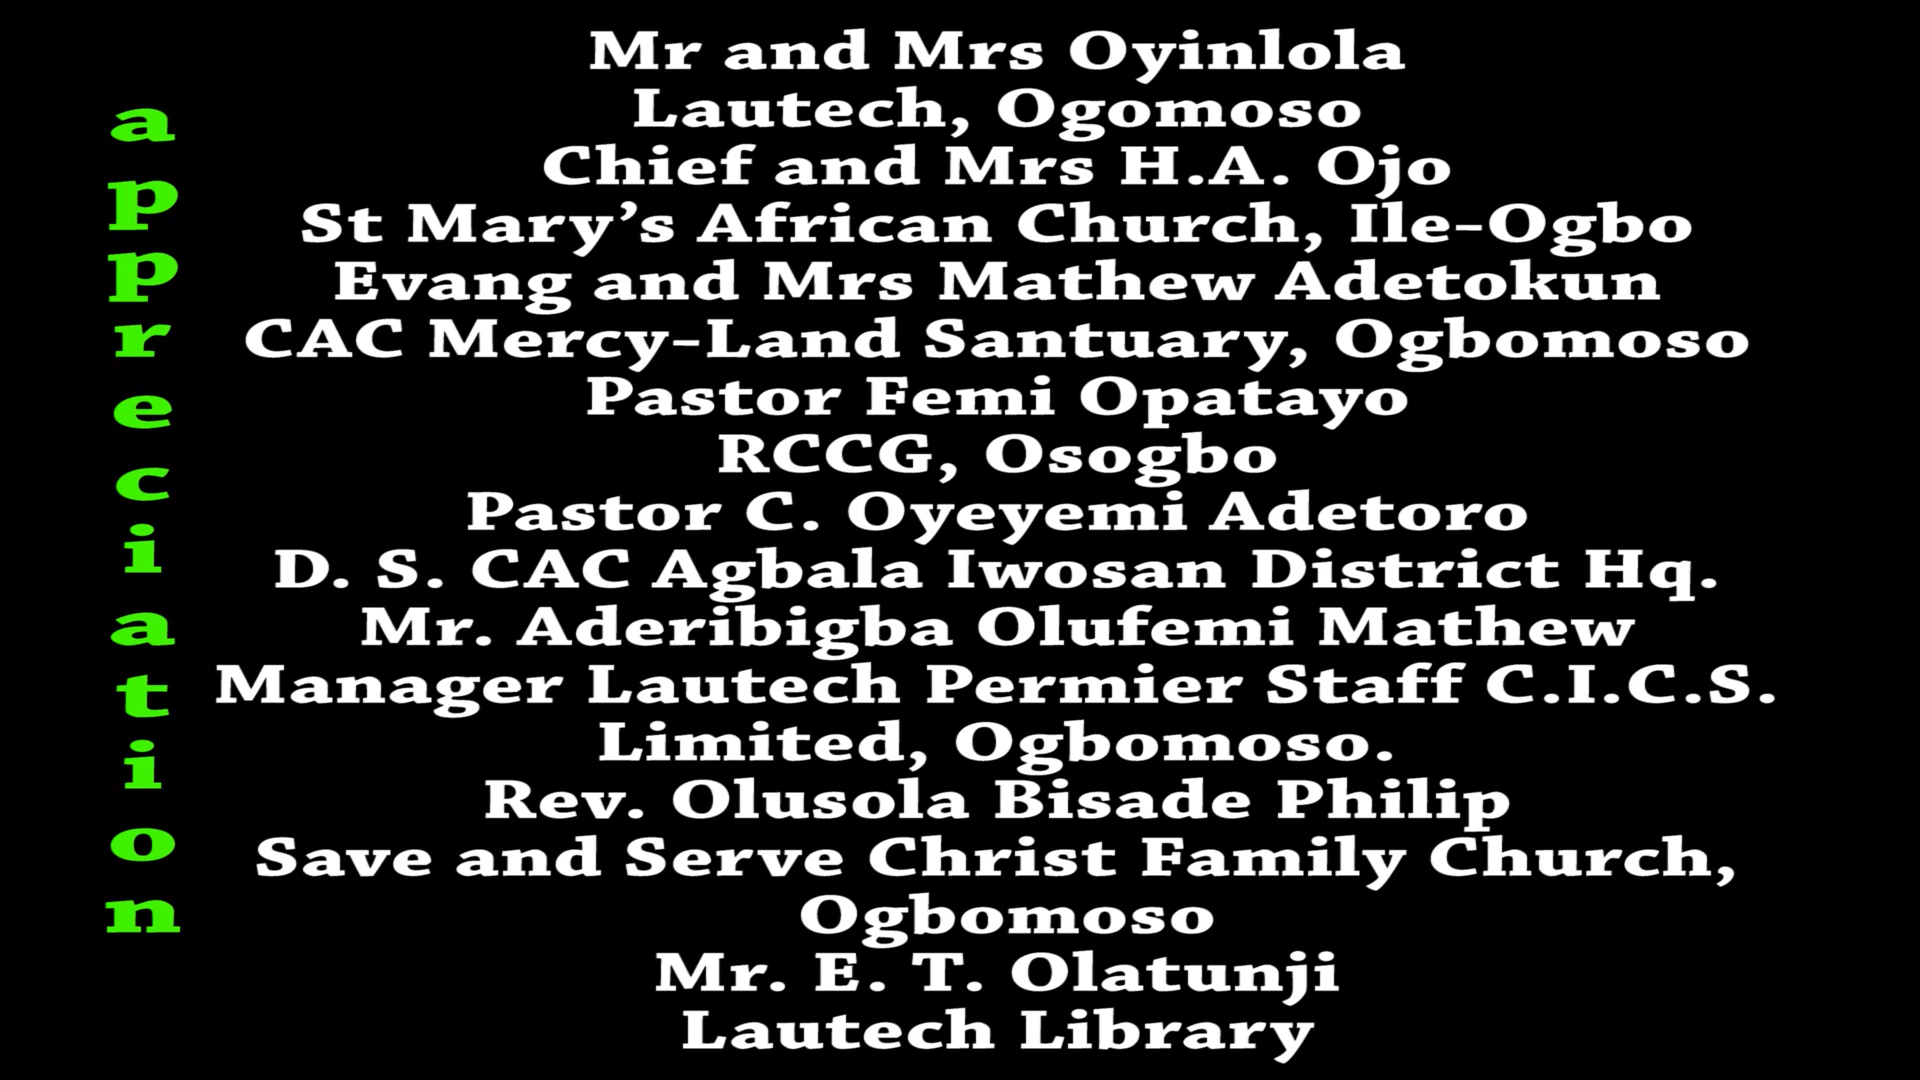 appreciation
Mr and Mrs Oyinlola
Lautech, Ogomoso
Chief and Mrs H.A. Ojo
St Mary’s African Church, Ile-Ogbo
Evang and Mrs Mathew Adetokun
CAC Mercy-Land Santuary, Ogbomoso
Pastor Femi Opatayo
RCCG, Osogbo
Pastor C. Oyeyemi Adetoro
D. S. CAC Agbala Iwosan District Hq.
Mr. Aderibigba Olufemi Mathew
Manager Lautech Permier Staff C.I.C.S.
Limited, Ogbomoso.
Rev. Olusola Bisade Philip
Save and Serve Christ Family Church,
Ogbomoso
Mr. E. T. Olatunji
Lautech Library